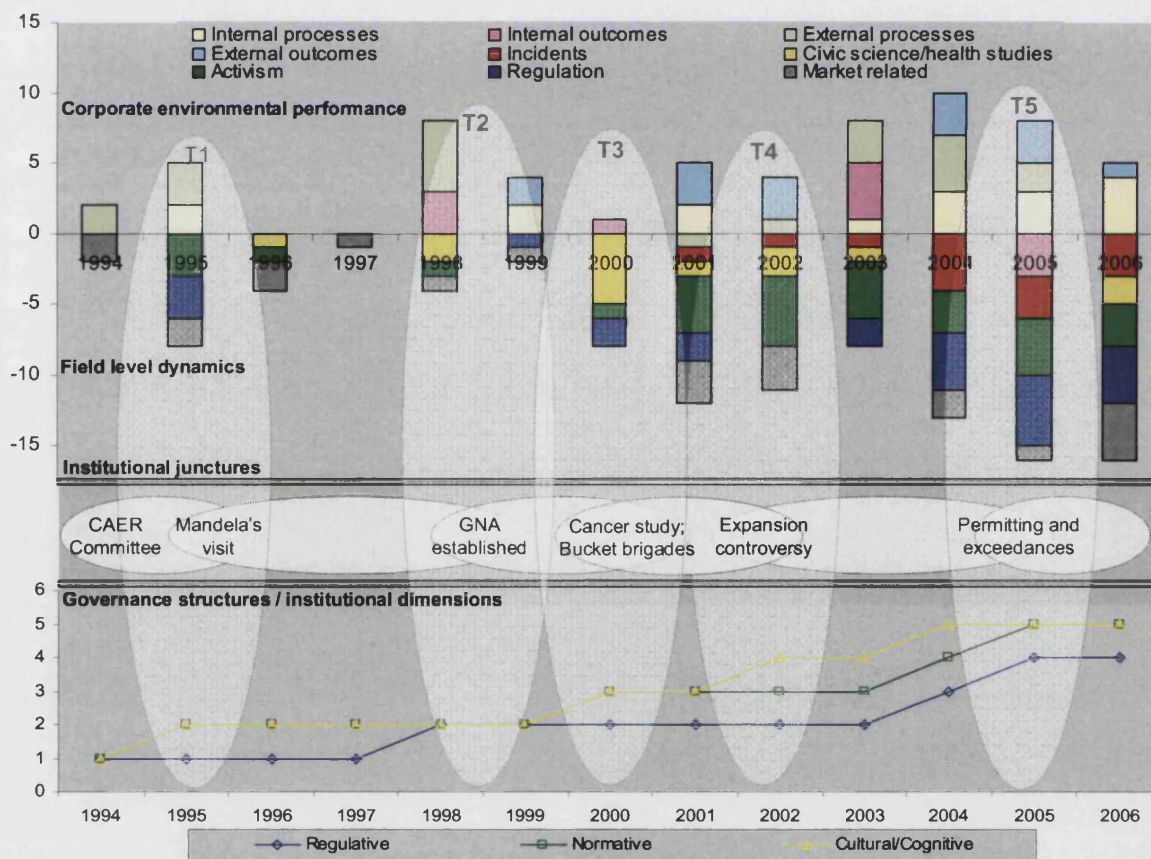 15
Internal processes Internal outcomes External processes
External outcomes Incidents Civic science/health studies
Activism Regulation Market related
10
Corporate environmental performance
T1 T2 T3 T4 T5
5
0
1994 1995 1996 1997 1998 1999 2000 2001 2002 2003 2004 2005 2006
-5
Field level dynamics
-10
-15
Institutional junctures
CAER Mandela's GNA Cancer study; Expansion Permitting and
Committee visit established Bucket brigades controversy exceedances
6
Governance structures / institutional dimensions
5
4
3
2
1
0
1994 1995 1996 1997 1998 1999 2000 2001 2002 2003 2004 2005 2006
Regulative Normative Cultural/Cognitive